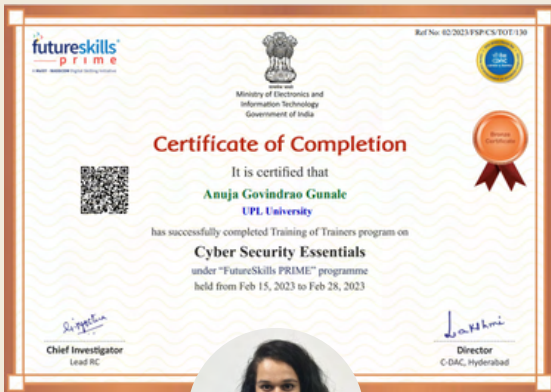 Ref No: 02/2023/FSP/CS/TOT/130
futureskills
prime
Ministry of Electronics and
Information Technology
Government of India
Bronze
Certificate
Certificate of Completion
It is certified that
Anuja Govindrao Gunale
UPL University
has successfully completed Training of Trainers program on
Cyber Security Essentials
under “FutureSkills PRIME” programme
held from Feb 15, 2023 to Feb 28, 2023
Lakshmi
Chief Investigator
Lead RC
Director
C-DAC, Hyderabad